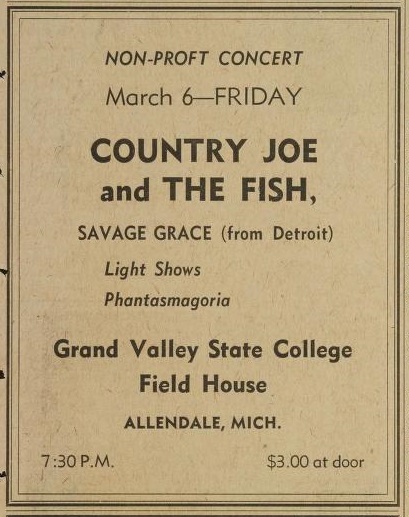 NON-PROFT CONCERT
March 6—FRIDAY
COUNTRY JOE
and THE FISH,
SAVAGE GRACE (from Detroit)
Light Shows
Phantasmagoria
Grand Valley State College
Field House
ALLENDALE, MICH.
7:30 P.M. $3.00 at door